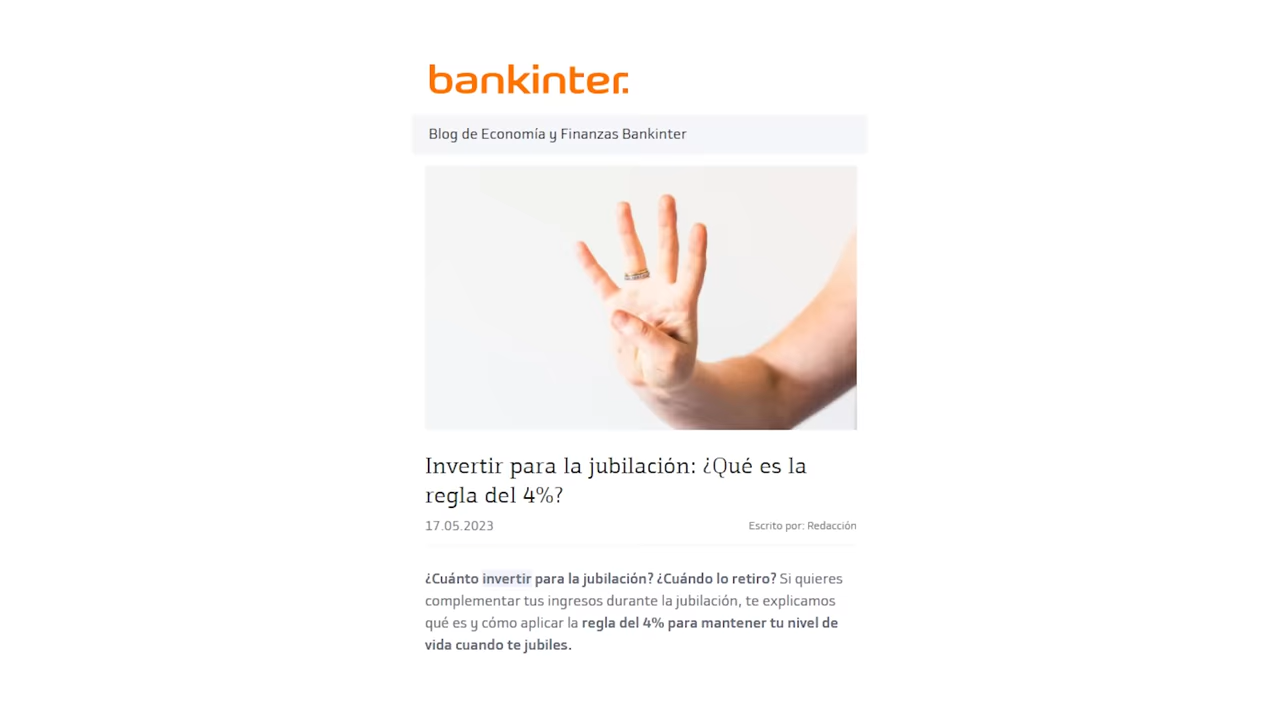 bankinter.
Blog de Economía y Finanzas Bankinter
Invertir para la jubilación: ¿Qué es la
regla del 4%?
17.05.2023
Escrito por: Redacción
¿Cuánto invertir para la jubilación? ¿Cuándo lo retiro? Si quieres
complementar tus ingresos durante la jubilación, te explicamos
qué es y cómo aplicar la regla del 4% para mantener tu nivel de
vida cuando te jubiles.